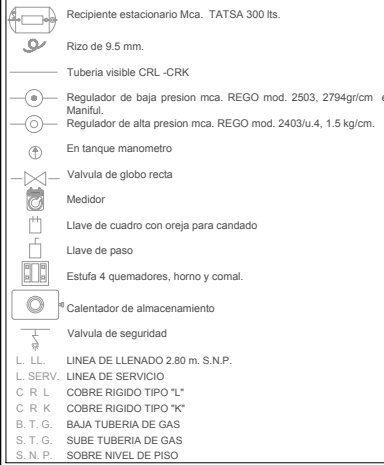 Recipiente estacionario Mca. TATSA 300 lts.
Rizo de 9.5 mm.
Tuberia visible CRL -CRK
Regulador de baja presion mca. REGO mod. 2503, 2794gr/cm e
Maniful.
Regulador de alta presion mca. REGO mod. 2403/u.4, 1.5 kg/cm.
En tanque manometro
Valvula de globo recta
Medidor
Llave de cuadro con oreja para candado
Llave de paso
Estufa 4 quemadores, horno y comal.
Calentador de almacenamiento
Valvula de seguridad
L. LL. LINEA DE LLENADO 2.80 m. S.N.P.
L. SERV. LINEA DE SERVICIO
C R L COBRE RIGIDO TIPO "L"
C R K COBRE RIGIDO TIPO "K"
B. T. G. BAJA TUBERIA DE GAS
S. T. G. SUBE TUBERIA DE GAS
S. N. P. SOBRE NIVEL DE PISO